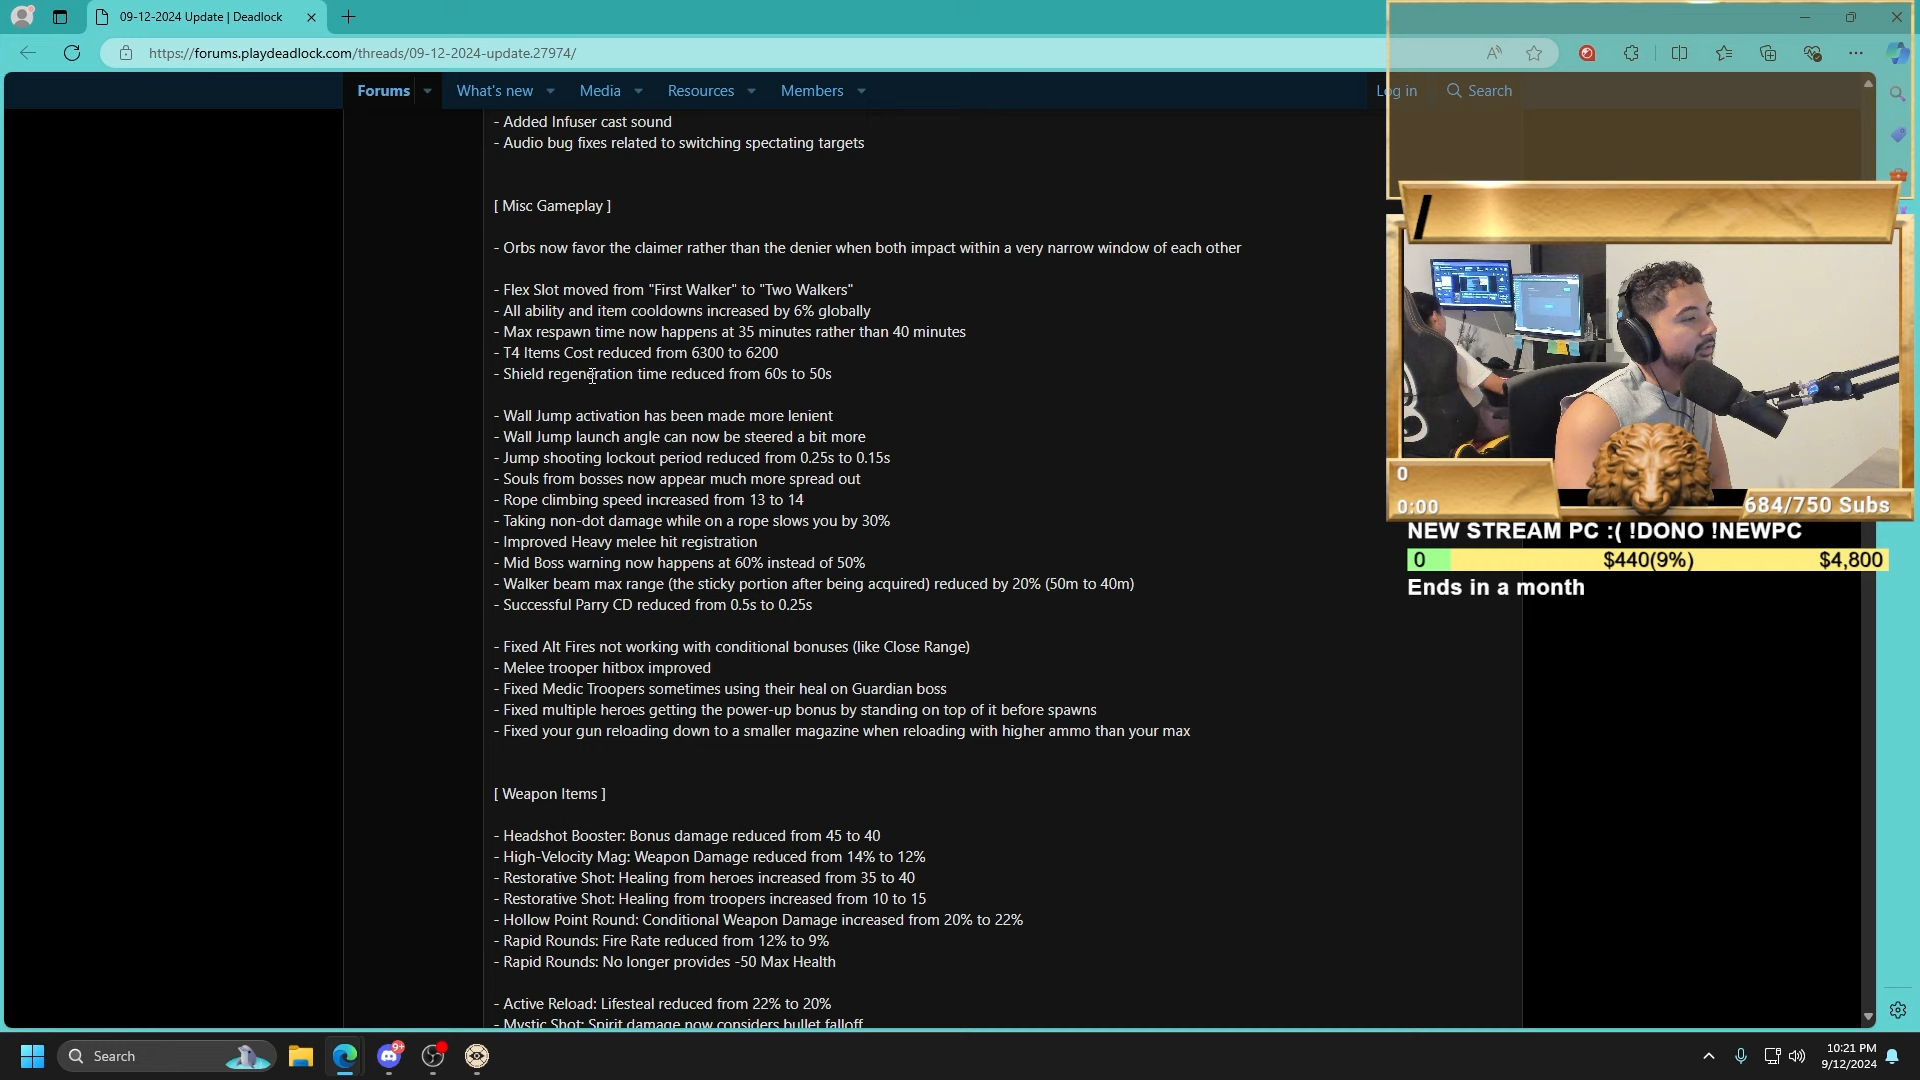 09-12-2024 Update | Deadlock
https://forums.playdeadlock.com/threads/09-12-2024-update.27974/
Forums
What's new
Media
Resources
Members
Log in
Search
- Added Infuser cast sound
- Audio bug fixes related to switching spectating targets
[ Misc Gameplay ]
- Orbs now favor the claimer rather than the denier when both impact within a very narrow window of each other
- Flex Slot moved from "First Walker" to "Two Walkers"
- All ability and item cooldowns increased by 6% globally
- Max respawn time now happens at 35 minutes rather than 40 minutes
- T4 Items Cost reduced from 6300 to 6200
- Shield regeneration time reduced from 60s to 50s
- Wall Jump activation has been made more lenient
- Wall Jump launch angle can now be steered a bit more
- Jump shooting lockout period reduced from 0.25s to 0.15s
- Souls from bosses now appear much more spread out
- Rope climbing speed increased from 13 to 14
- Taking non-dot damage while on a rope slows you by 30%
- Improved Heavy melee hit registration
- Mid Boss warning now happens at 60% instead of 50%
- Walker beam max range (the sticky portion after being acquired) reduced by 20% (50m to 40m)
- Successful Parry CD reduced from 0.5s to 0.25s
- Fixed Alt Fires not working with conditional bonuses (like Close Range)
- Melee trooper hitbox improved
- Fixed Medic Troopers sometimes using their heal on Guardian boss
- Fixed multiple heroes getting the power-up bonus by standing on top of it before spawns
- Fixed your gun reloading down to a smaller magazine when reloading with higher ammo than your max
[ Weapon Items ]
- Headshot Booster: Bonus damage reduced from 45 to 40
- High-Velocity Mag: Weapon Damage reduced from 14% to 12%
- Restorative Shot: Healing from heroes increased from 35 to 40
- Restorative Shot: Healing from troopers increased from 10 to 15
- Hollow Point Round: Conditional Weapon Damage increased from 20% to 22%
- Rapid Rounds: Fire Rate reduced from 12% to 9%
- Rapid Rounds: No longer provides -50 Max Health
- Active Reload: Lifesteal reduced from 22% to 20%
- Mystic Shot: Spirit damage now considers bullet falloff
/
0
0:00
684/750 Subs
NEW STREAM PC :( !DONO !NEWPC
0 $440(9%) $4,800
Ends in a month
Search
9+
10:21 PM
9/12/2024